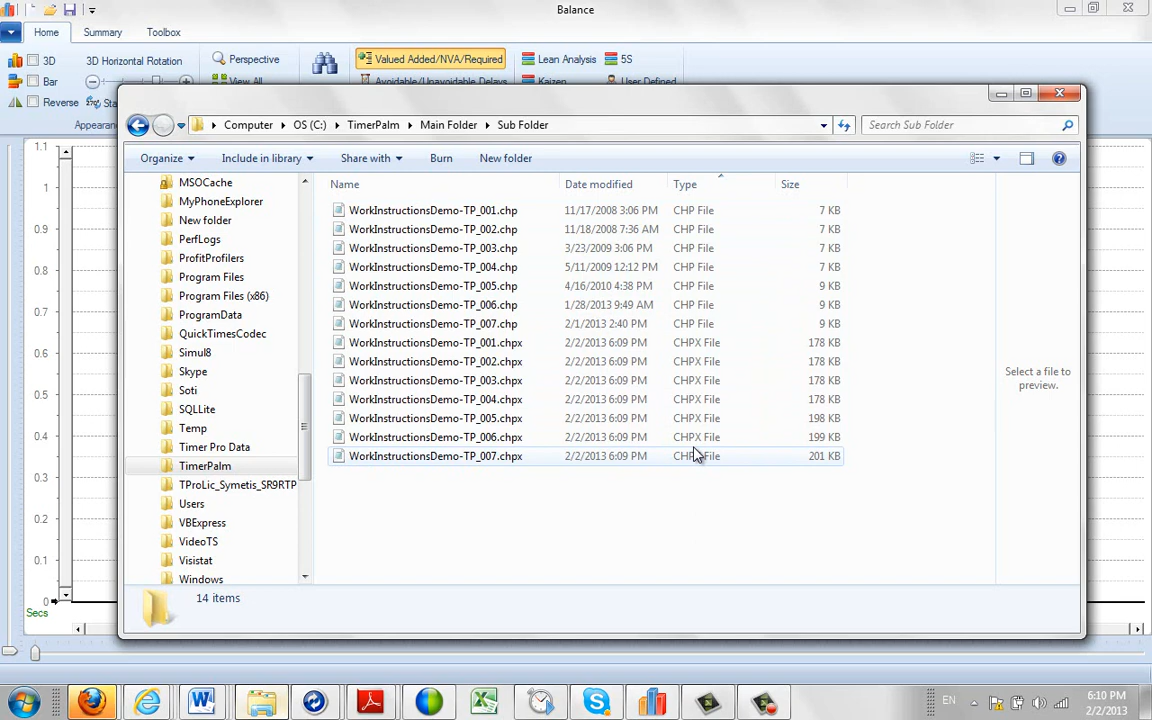 Balance
Home Summary Toolbox
3D 3D Horizontal Rotation Perspective Valued Added/NVA/Required Lean Analysis 5S
Bar View All Avoidable/Unavoidable Delays Kaizen User Defined
Reverse
Computer OS (C:) TimerPalm Main Folder Sub Folder Search Sub Folder
Organize Include in library Share with Burn New folder
MSOCache
MyPhoneExplorer
New folder
PerfLogs
ProfitProfilers
Program Files
Program Files (x86)
ProgramData
QuickTimesCodec
Simul8
Skype
Soti
SQLLite
Temp
Timer Pro Data
TimerPalm
TProLic_Symetis_SR9RTP
Users
VBExpress
VideoTS
Visistat
Windows
Name Date modified Type Size
WorkInstructionsDemo-TP_001.chp 11/17/2008 3:06 PM CHP File 7 KB
WorkInstructionsDemo-TP_002.chp 11/18/2008 7:36 AM CHP File 7 KB
WorkInstructionsDemo-TP_003.chp 3/23/2009 3:06 PM CHP File 7 KB
WorkInstructionsDemo-TP_004.chp 5/11/2009 12:12 PM CHP File 7 KB
WorkInstructionsDemo-TP_005.chp 4/16/2010 4:38 PM CHP File 9 KB
WorkInstructionsDemo-TP_006.chp 1/28/2013 9:49 AM CHP File 9 KB
WorkInstructionsDemo-TP_007.chp 2/1/2013 2:40 PM CHP File 9 KB
WorkInstructionsDemo-TP_001.chpx 2/2/2013 6:09 PM CHPX File 178 KB
WorkInstructionsDemo-TP_002.chpx 2/2/2013 6:09 PM CHPX File 178 KB
WorkInstructionsDemo-TP_003.chpx 2/2/2013 6:09 PM CHPX File 178 KB
WorkInstructionsDemo-TP_004.chpx 2/2/2013 6:09 PM CHPX File 178 KB
WorkInstructionsDemo-TP_005.chpx 2/2/2013 6:09 PM CHPX File 198 KB
WorkInstructionsDemo-TP_006.chpx 2/2/2013 6:09 PM CHPX File 199 KB
WorkInstructionsDemo-TP_007.chpx 2/2/2013 6:09 PM CHPX File 201 KB
Select a file to
preview.
14 items
1.1
1
0.9
0.8
0.7
0.6
0.5
0.4
0.3
0.2
0.1
0
Secs
EN
6:10 PM
2/2/2013